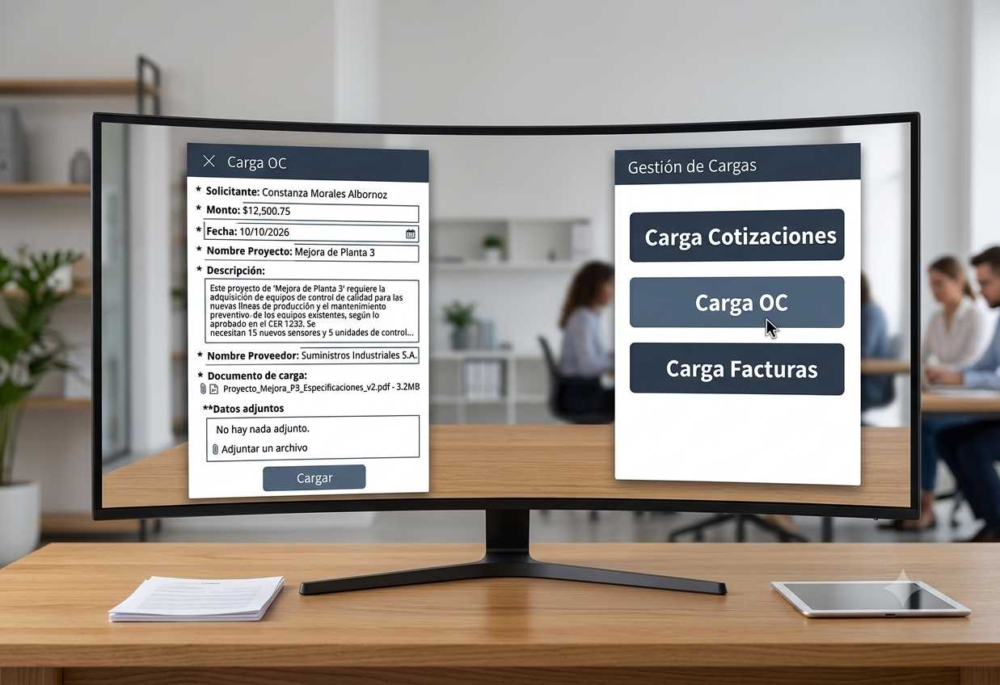 Carga OC
* Solicitante: Constanza Morales Albornoz
* Monto: $12,500.75
* Fecha: 10/10/2026
* Nombre Proyecto: Mejora de Planta 3
* Descripción:
Este proyecto de 'Mejora de Planta 3' requiere la
adquisición de equipos de control de calidad para las
nuevas líneas de producción y el mantenimiento
preventivo de los equipos existentes, según lo
aprobado en el CER 1233. Se
necesitan 15 nuevos sensores y 5 unidades de control...
* Nombre Proveedor: Suministros Industriales S.A.
* Documento de carga:
Proyecto_Mejora_P3_Especificaciones_v2.pdf - 3.2MB
**Datos adjuntos
No hay nada adjunto.
Adjuntar un archivo
Cargar
Gestión de Cargas
Carga Cotizaciones
Carga OC
Carga Facturas